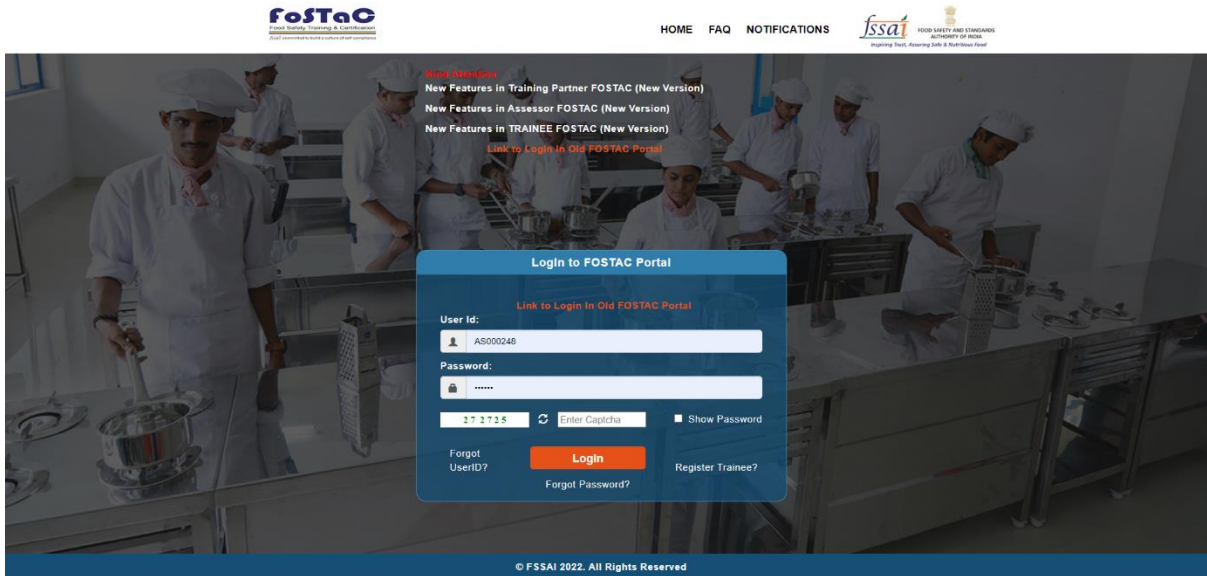 FoSTaC
Food Safety Training & Certification
HOME FAQ NOTIFICATIONS
fssai
FOOD SAFETY AND STANDARDS
AUTHORITY OF INDIA
Inspiring Trust, Assuring Safe & Nutritious Food
Kind Attention
New Features in Training Partner FOSTAC (New Version)
New Features in Assessor FOSTAC (New Version)
New Features in TRAINEE FOSTAC (New Version)
Link to Login In Old FOSTAC Portal
Login to FOSTAC Portal
Link to Login In Old FOSTAC Portal
User Id:
AS000248
Password:
······
272725 Enter Captcha Show Password
Forgot
UserID?
Login
Register Trainee?
Forgot Password?
© FSSAI 2022. All Rights Reserved